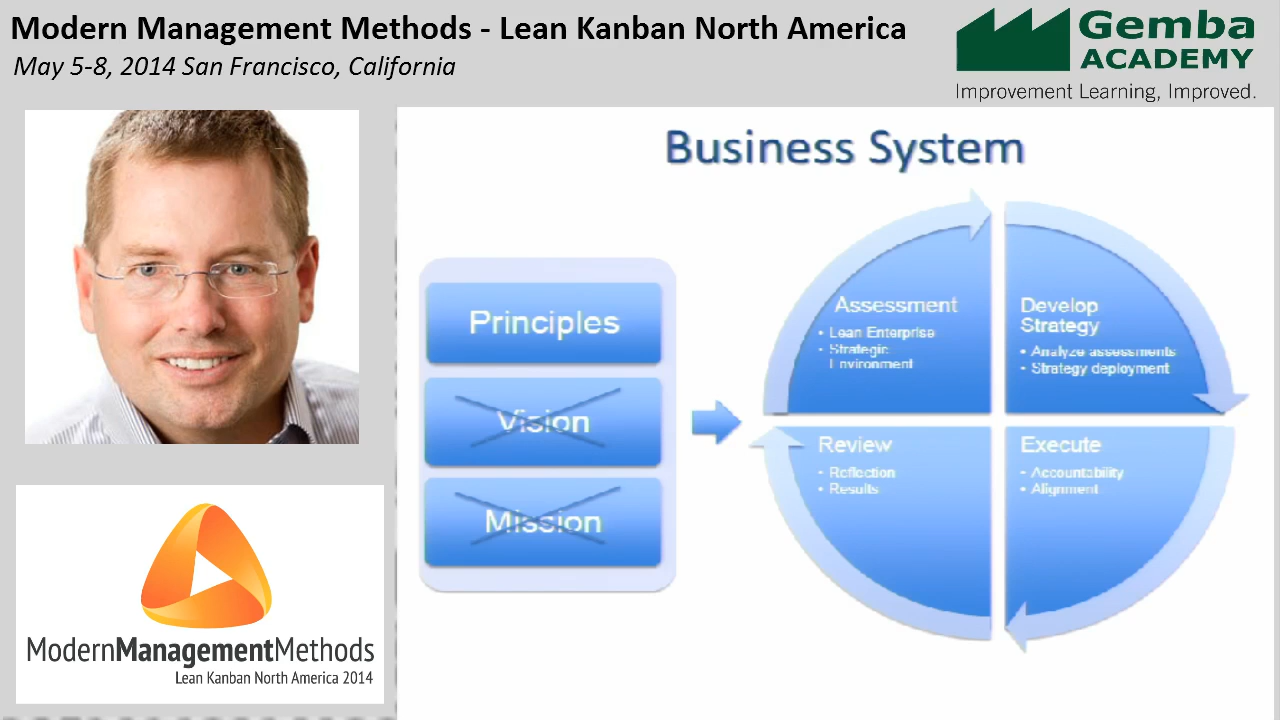 Modern Management Methods - Lean Kanban North America
May 5-8, 2014 San Francisco, California
Gemba
ACADEMY
Improvement Learning, Improved.
Business System
Principles
Vision
Mission
Assessment
• Lean Enterprise
• Strategic
Environment
Develop
Strategy
• Analyze assessments
• Strategy deployment
Review
• Reflection
• Results
Execute
• Accountability
• Alignment
ModernManagementMethods
Lean Kanban North America 2014